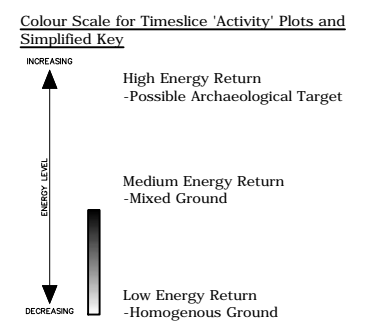 Colour Scale for Timeslice 'Activity' Plots and
Simplified Key
INCREASING
High Energy Return
-Possible Archaeological Target
ENERGY LEVEL
Medium Energy Return
-Mixed Ground
Low Energy Return
-Homogenous Ground
DECREASING